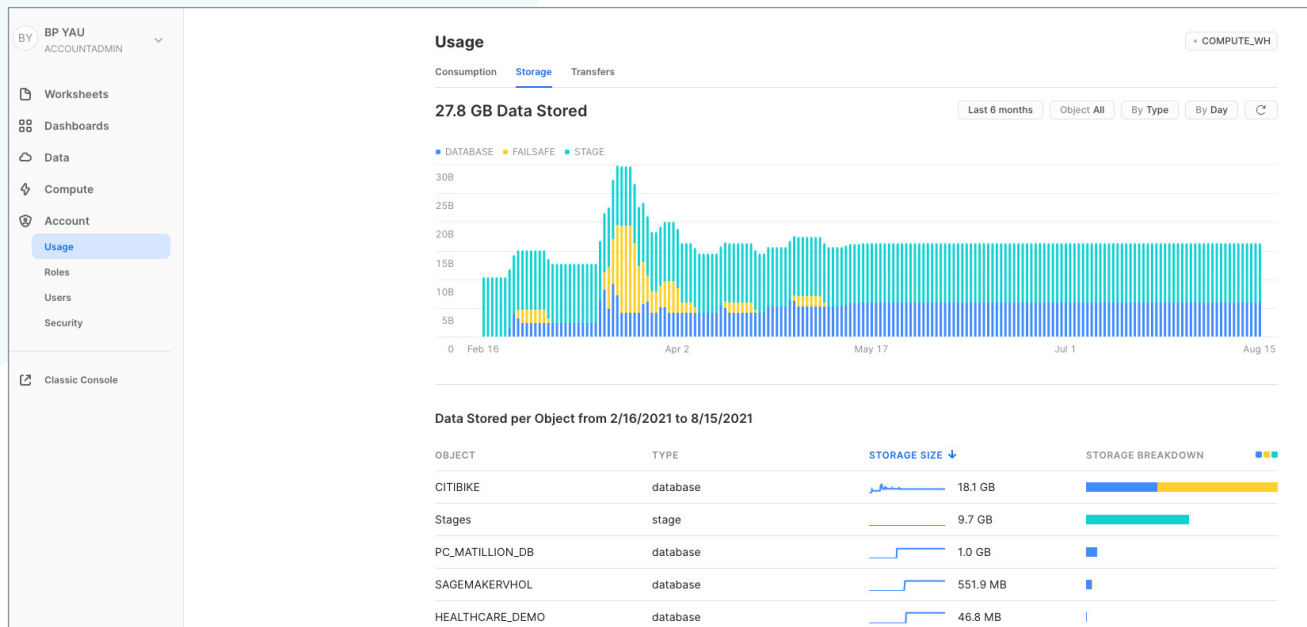 BY
BP YAU
ACCOUNTADMIN
Worksheets
Dashboards
Data
Compute
Account
Usage
Roles
Users
Security
Classic Console
Usage
COMPUTE_WH
Consumption Storage Transfers
27.8 GB Data Stored
Last 6 months Object All By Type By Day
DATABASE FAILSAFE STAGE
30B
25B
20B
15B
10B
5B
0 Feb 16 Apr 2 May 17 Jul 1 Aug 15
Data Stored per Object from 2/16/2021 to 8/15/2021
OBJECT TYPE STORAGE SIZE STORAGE BREAKDOWN
CITIBIKE database 18.1 GB
Stages stage 9.7 GB
PC_MATILLION_DB database 1.0 GB
SAGEMAKERVHOL database 551.9 MB
HEALTHCARE_DEMO database 46.8 MB